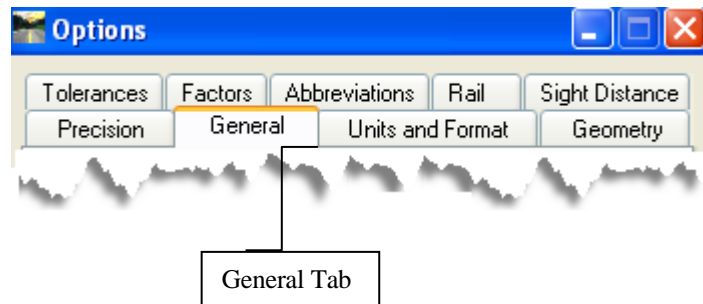 Options
Tolerances Factors Abbreviations Rail Sight Distance
Precision General Units and Format Geometry
General Tab